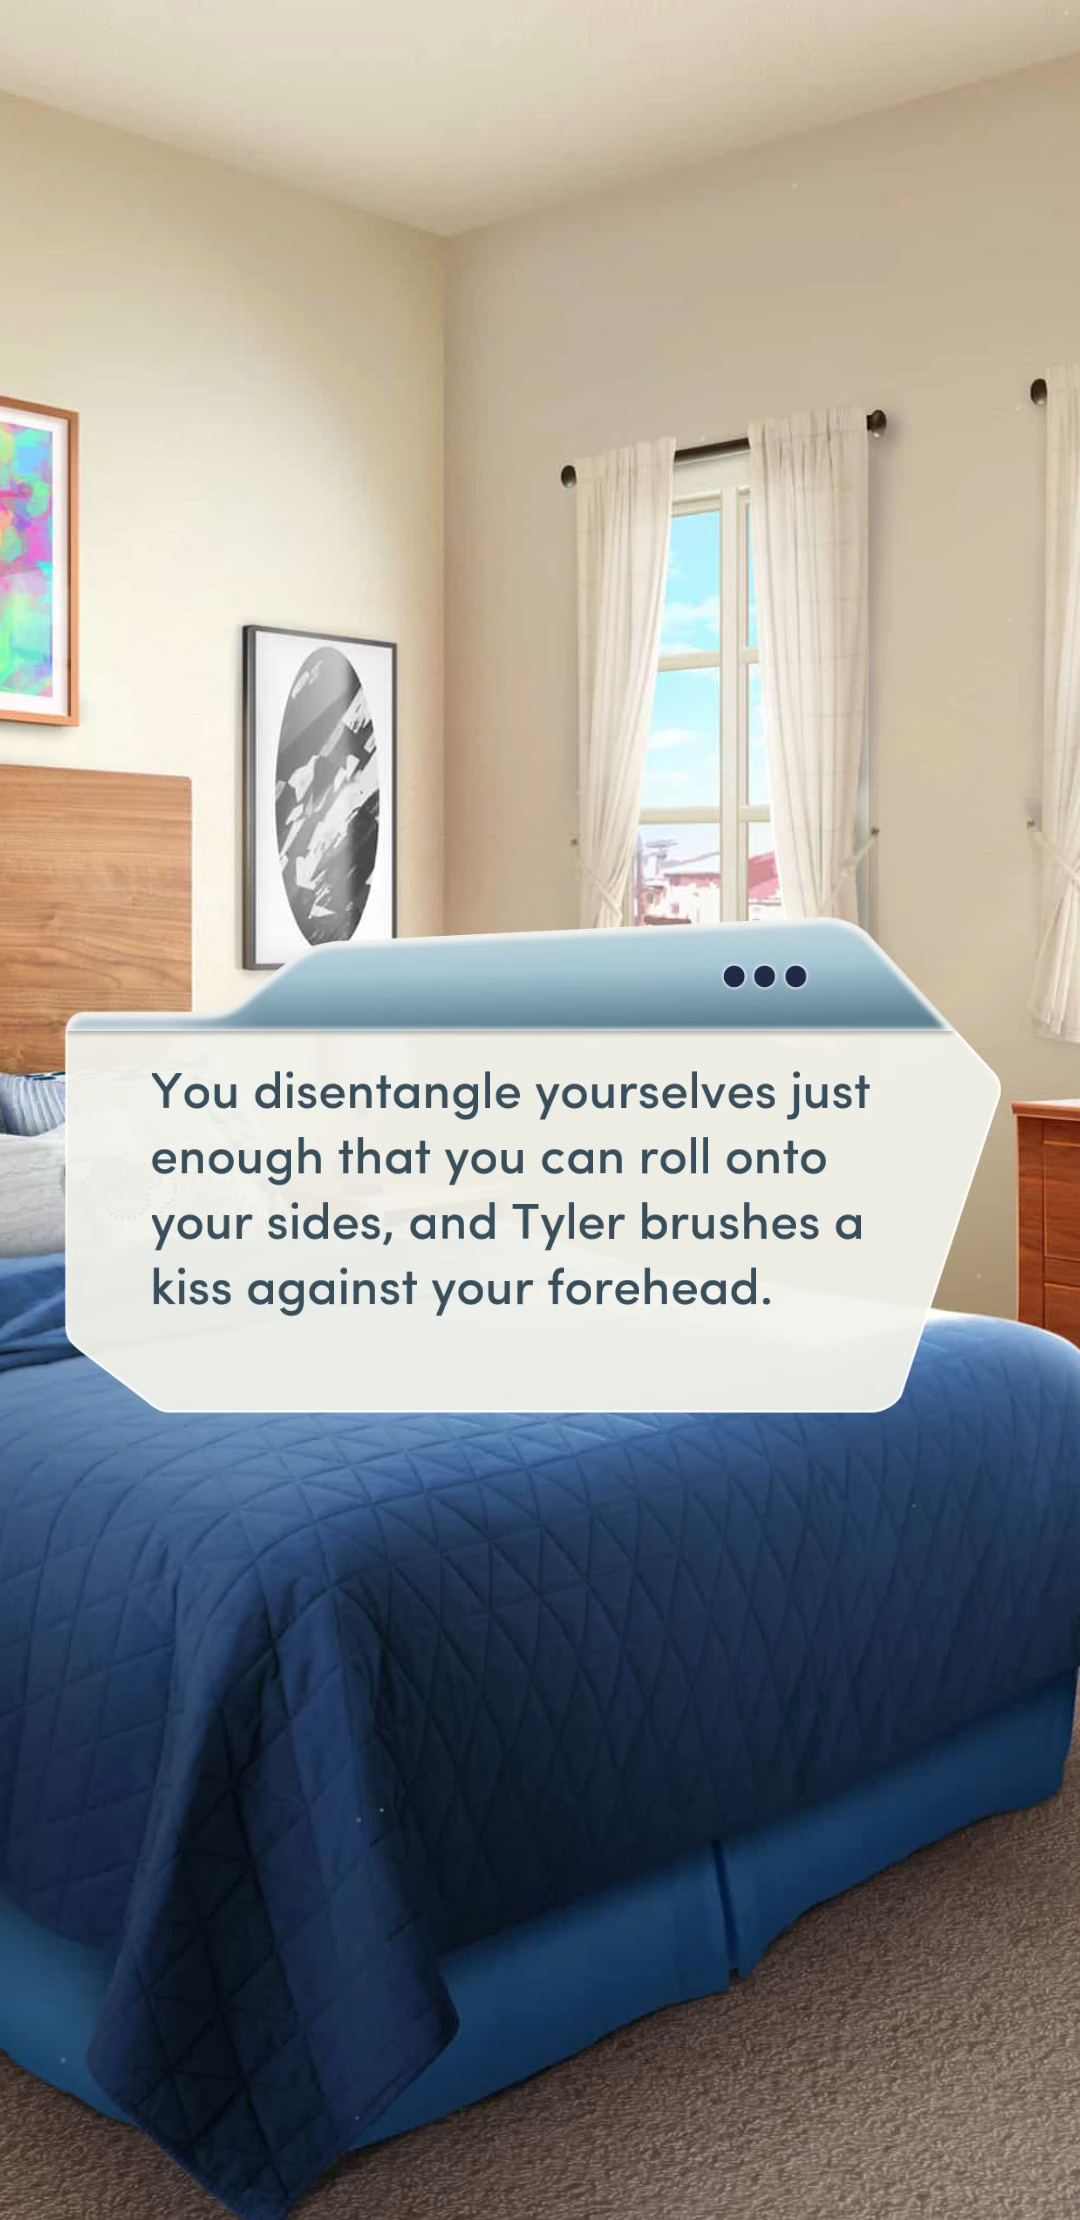 You disentangle yourselves just
enough that you can roll onto
your sides, and Tyler brushes a
kiss against your forehead.